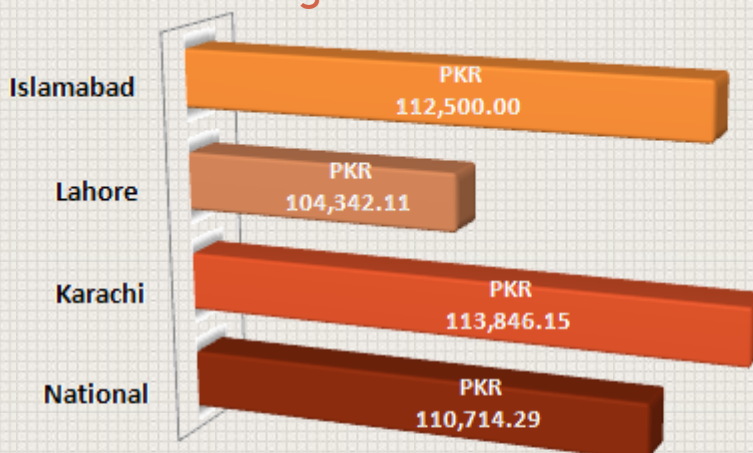 Islamabad
PKR
112,500.00
Lahore
PKR
104,342.11
Karachi
PKR
113,846.15
National
PKR
110,714.29